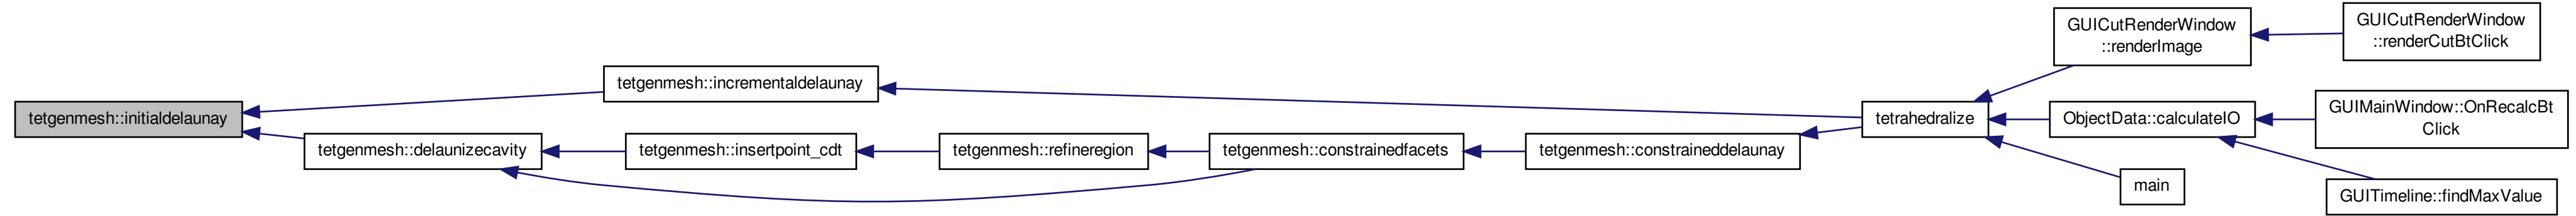 tetgenmesh::initialdelaunay
tetgenmesh::incrementaldelaunay
tetgenmesh::delaunizecavity
tetgenmesh::insertpoint_cdt
tetgenmesh::refineregion
tetgenmesh::constrainedfacets
tetgenmesh::constraineddelaunay
tetrahedralize
GUICutRenderWindow
::renderImage
GUICutRenderWindow
::renderCutBtClick
ObjectData::calculateIO
GUIMainWindow::OnRecalcBt
Click
main
GUITimeline::findMaxValue